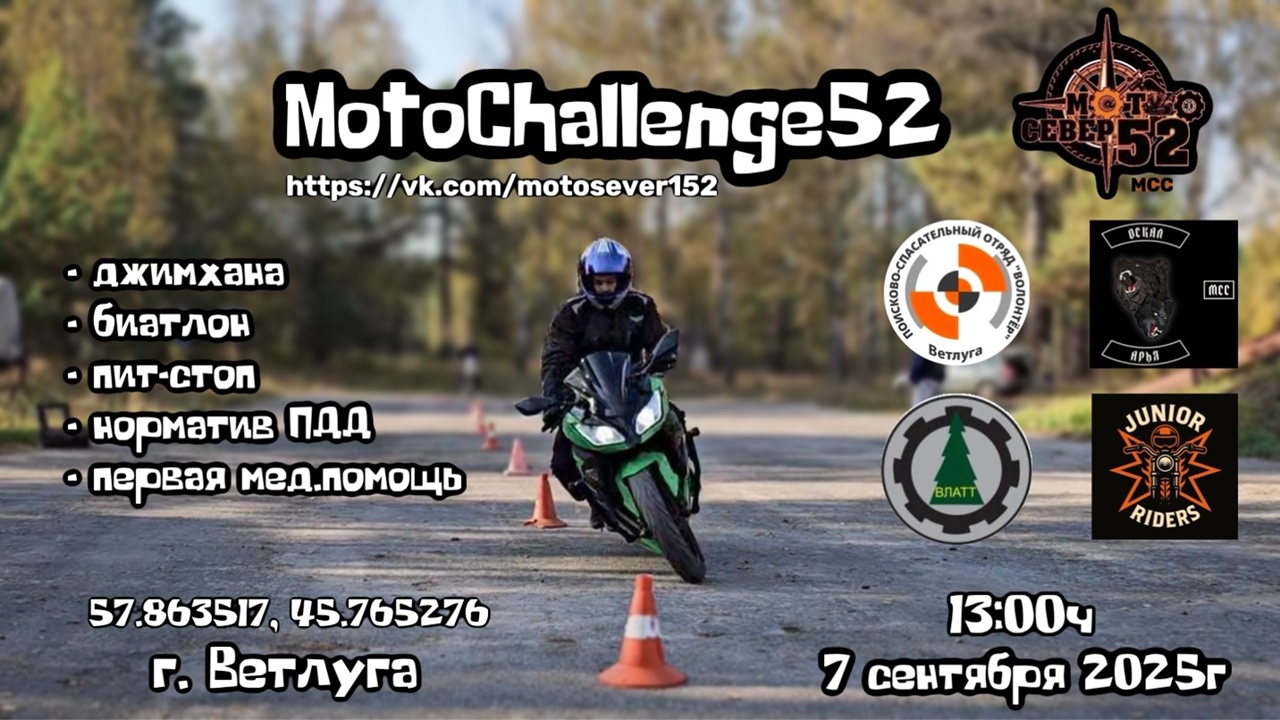 MotoChallenge52
https://vk.com/motosever152
МОТО
СЕВЕР
52
МСС
- джимхана
- биатлон
- пит-стоп
- норматив ПДД
- первая мед.помощь
ПОИСКОВО-СПАСАТЕЛЬНЫЙ ОТРЯД "ВОЛОНТЁР"
Ветлуга
ОСКАЛ
МСС
АРЬЯ
ВЛАТТ
JUNIOR
RIDERS
57.863517, 45.765276
г. Ветлуга
13:00ч
7 сентября 2025г